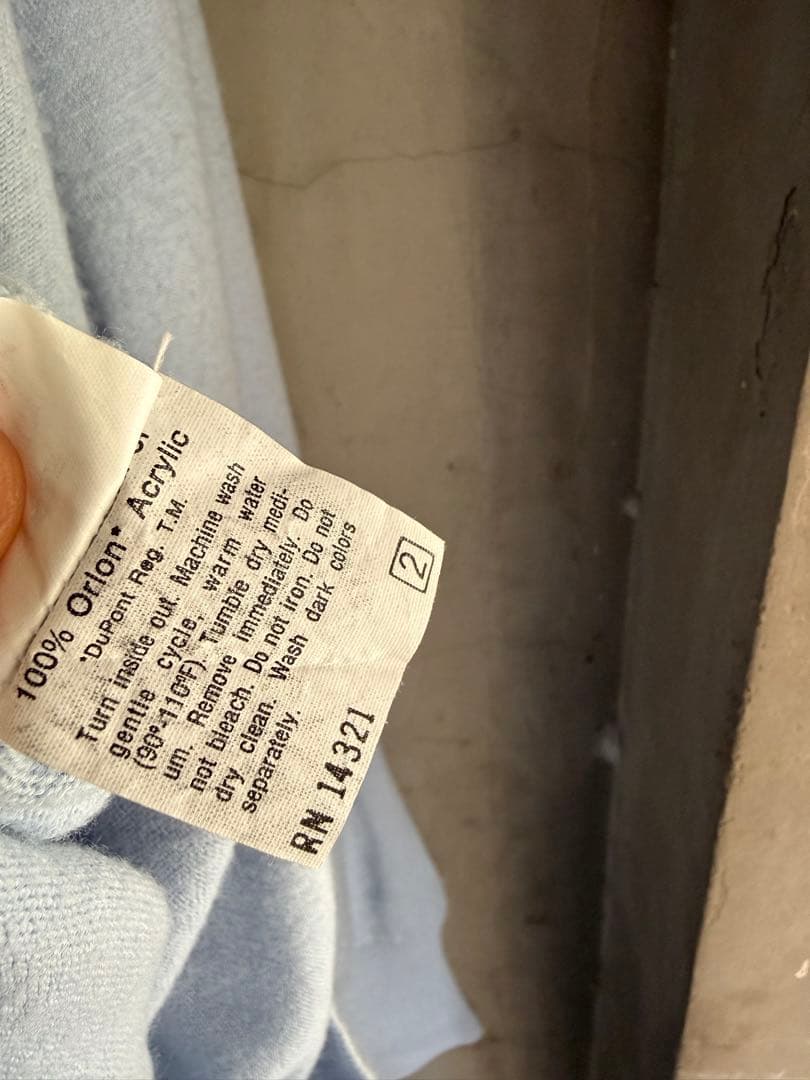 100% Orlon* Acrylic
*DuPont Reg. T.M.
Turn inside out. Machine wash
gentle cycle, warm water
(90°-110°F). Tumble dry medi-
um. Remove immediately. Do
not bleach. Do not iron. Do not
dry clean. Wash dark colors
separately.
2
RN 14321